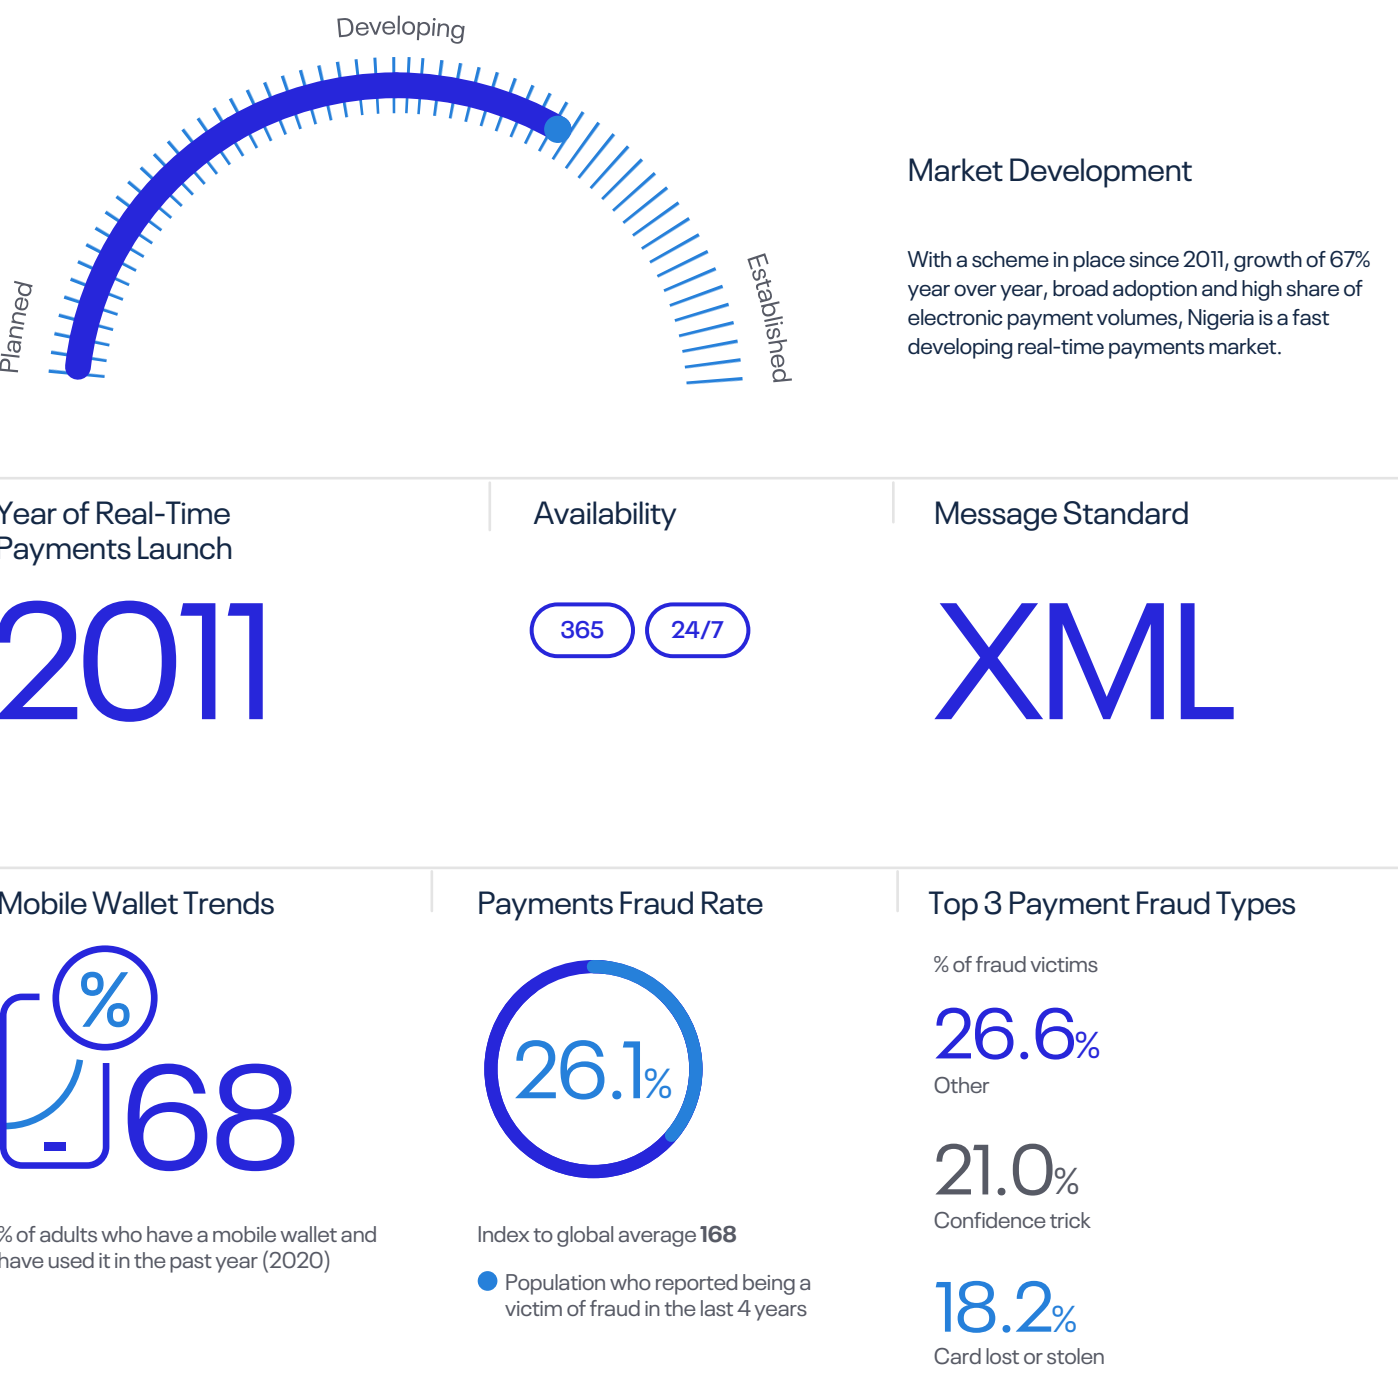 Developing
Planned
Established
Market Development
With a scheme in place since 2011, growth of 67%
year over year, broad adoption and high share of
electronic payment volumes, Nigeria is a fast
developing real-time payments market.
Year of Real-Time
Payments Launch
2011
Availability
365
24/7
Message Standard
XML
Mobile Wallet Trends
%
68
% of adults who have a mobile wallet and
have used it in the past year (2020)
Payments Fraud Rate
26.1%
Index to global average 168
Population who reported being a
victim of fraud in the last 4 years
Top 3 Payment Fraud Types
% of fraud victims
26.6%
Other
21.0%
Confidence trick
18.2%
Card lost or stolen